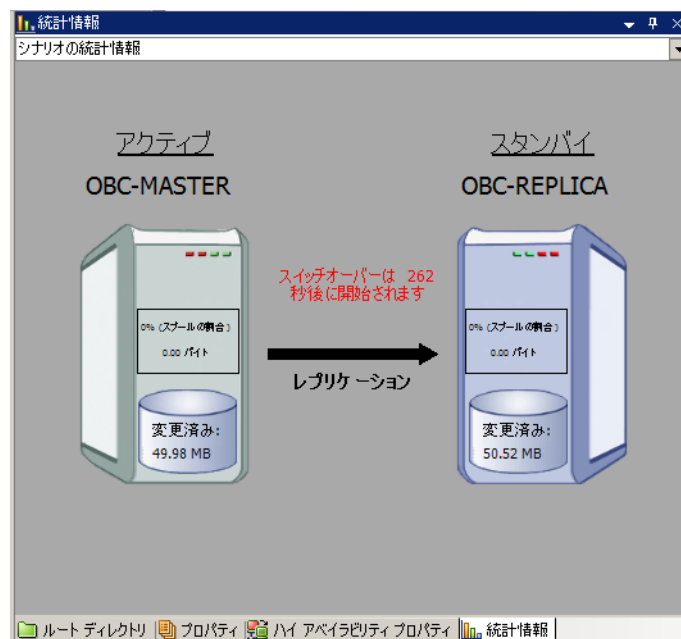 統計情報
シナリオの統計情報
アクティブ
スタンバイ
OBC-MASTER
OBC-REPLICA
スイッチオーバーは 262
秒後に開始されます
0% (スプールの割合)
0.00 バイト
0% (スプールの割合)
0.00 バイト
レプリケーション
変更済み:
49.98 MB
変更済み:
50.52 MB
ルート ディレクトリ プロパティ ハイ アベイラビリティ プロパティ 統計情報